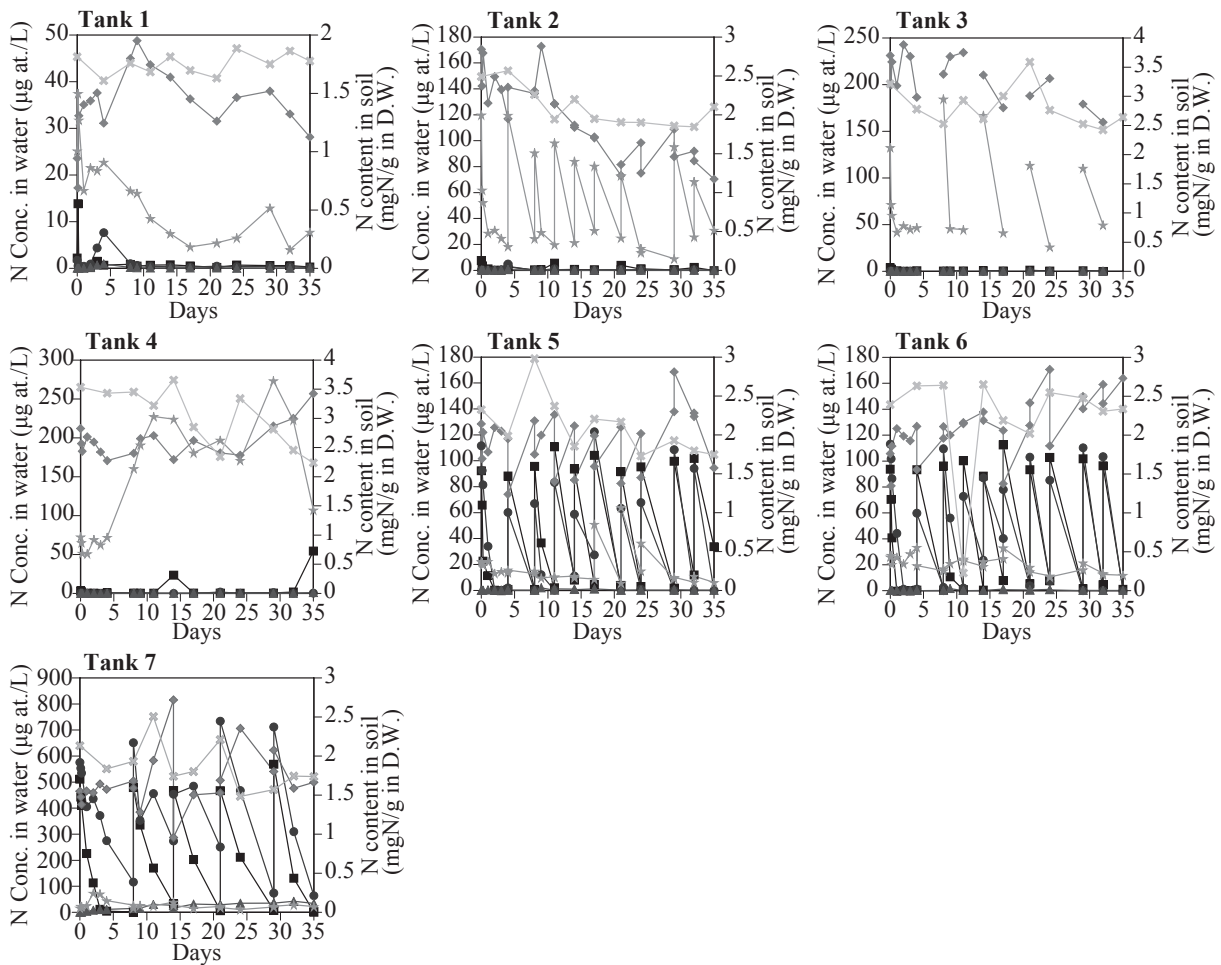 Tank 1
N Conc. in water (µg at./L)
50
40
30
20
10
0
2
1.5
1
0.5
0
N content in soil
(mgN/g in D.W.)
0 5 10 15 20 25 30 35
Days
Tank 2
N Conc. in water (µg at./L)
180
160
140
120
100
80
60
40
20
0
3
2.5
2
1.5
1
0.5
0
N content in soil
(mgN/g in D.W.)
0 5 10 15 20 25 30 35
Days
Tank 3
N Conc. in water (µg at./L)
250
200
150
100
50
0
4
3.5
3
2.5
2
1.5
1
0.5
0
N content in soil
(mgN/g in D.W.)
0 5 10 15 20 25 30 35
Days
Tank 4
N Conc. in water (µg at./L)
300
250
200
150
100
50
0
4
3.5
3
2.5
2
1.5
1
0.5
0
N content in soil
(mgN/g in D.W.)
0 5 10 15 20 25 30 35
Days
Tank 5
N Conc. in water (µg at./L)
180
160
140
120
100
80
60
40
20
0
3
2.5
2
1.5
1
0.5
0
N content in soil
(mgN/g in D.W.)
0 5 10 15 20 25 30 35
Days
Tank 6
N Conc. in water (µg at./L)
180
160
140
120
100
80
60
40
20
0
3
2.5
2
1.5
1
0.5
0
N content in soil
(mgN/g in D.W.)
0 5 10 15 20 25 30 35
Days
Tank 7
N Conc. in water (µg at./L)
900
800
700
600
500
400
300
200
100
0
3
2.5
2
1.5
1
0.5
0
N content in soil
(mgN/g in D.W.)
0 5 10 15 20 25 30 35
Days